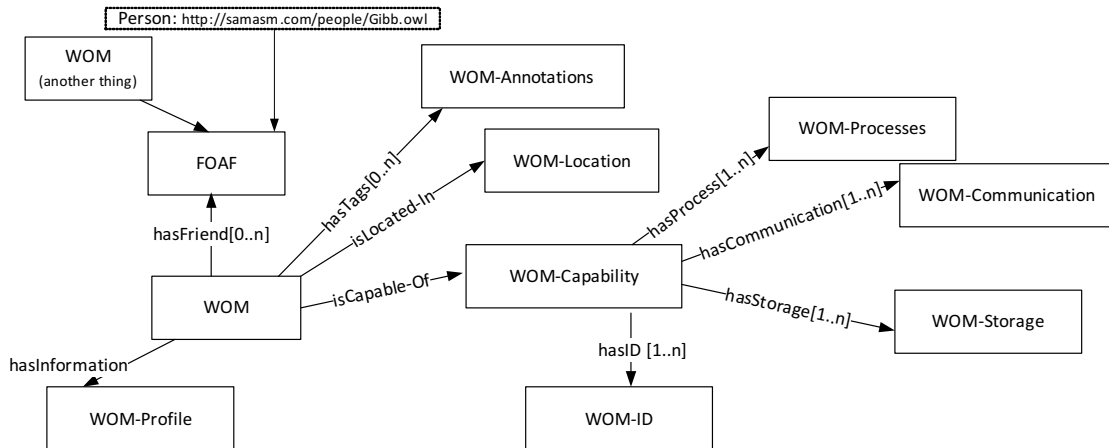 Person: http://samasm.com/people/Gibb.owl
WOM
(another thing)
WOM-Annotations
WOM-Processes
FOAF
WOM-Location
hasTags[0..n]
hasProcess[1..n]
WOM-Communication
isLocated-In
hasCommunication[1..n]
hasFriend[0..n]
WOM-Capability
isCapable-Of
WOM
hasStorage[1..n]
WOM-Storage
hasID [1..n]
hasInformation
WOM-Profile
WOM-ID